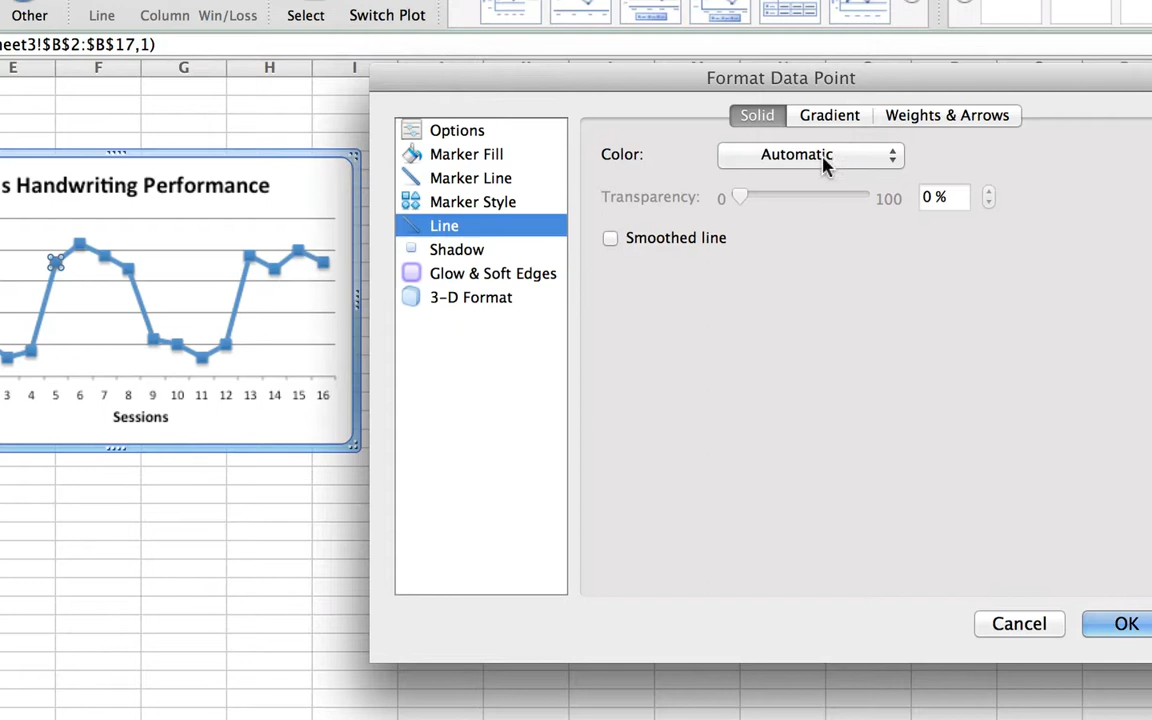 Other Line Column Win/Loss Select Switch Plot
eet3!$B$2:$B$17,1)
E F G H I
Format Data Point
Solid Gradient Weights & Arrows
Options
Marker Fill
Marker Line
Marker Style
Line
Shadow
Glow & Soft Edges
3-D Format
Color: Automatic
Transparency: 0 100 0 %
Smoothed line
s Handwriting Performance
3 4 5 6 7 8 9 10 11 12 13 14 15 16
Sessions
Cancel OK